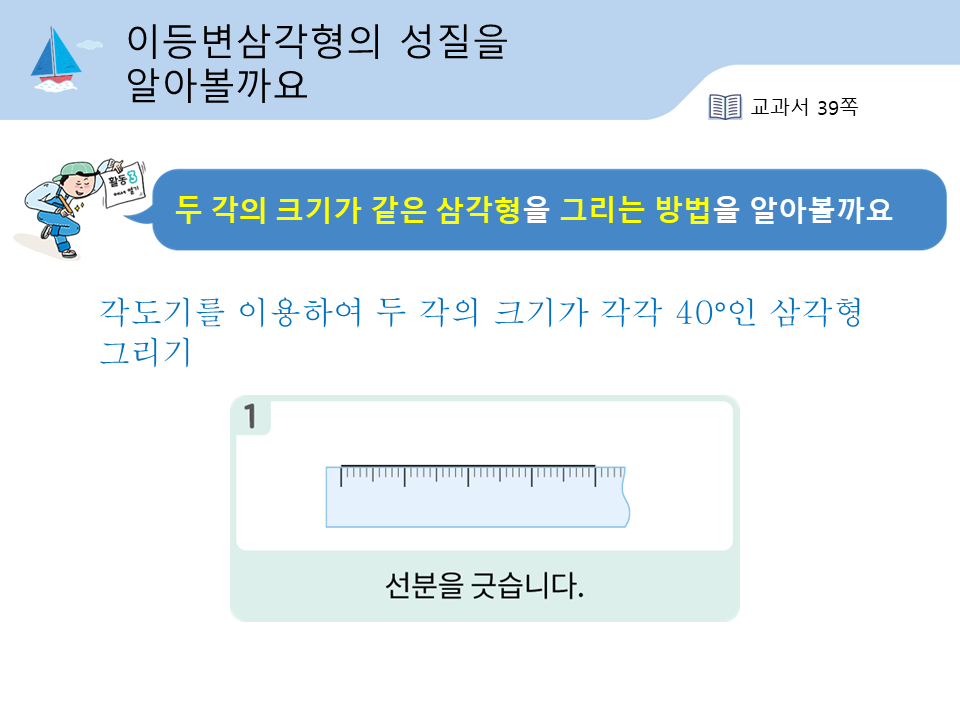 이등변삼각형의 성질을
알아볼까요
교과서 39쪽
활동3
두 각의 크기가 같은 삼각형을 그리는 방법을 알아볼까요
각도기를 이용하여 두 각의 크기가 각각 40°인 삼각형
그리기
1
선분을 긋습니다.